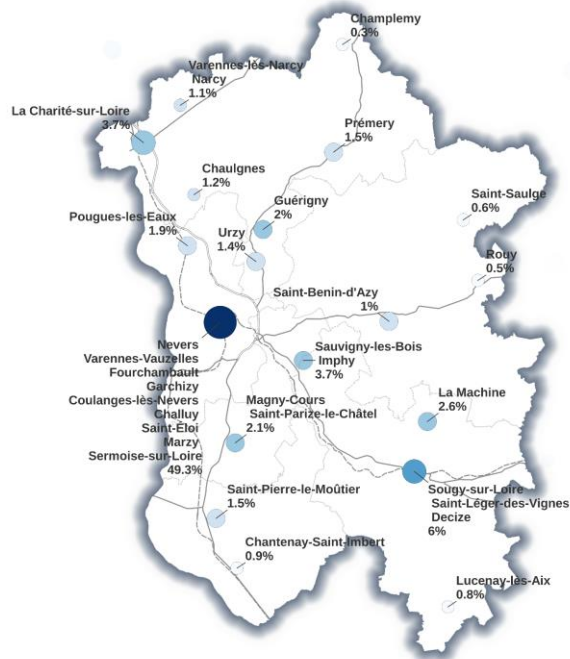 Champlemy
0.3%
Varennes-lès-Narcy
Narcy
1.1%
La Charité-sur-Loire
3.7%
Prémery
1.5%
Chaulgnes
1.2%
Guérigny
2%
Saint-Saulge
0.6%
Pougues-les-Eaux
1.9%
Urzy
1.4%
Rouy
0.5%
Saint-Benin-d'Azy
1%
Nevers
Varennes-Vauzelles
Fourchambault
Garchizy
Coulanges-lès-Nevers
Challuy
Saint-Éloi
Marzy
Sermoise-sur-Loire
49.3%
Sauvigny-les-Bois
Imphy
3.7%
La Machine
2.6%
Magny-Cours
Saint-Parize-le-Châtel
2.1%
Sougy-sur-Loire
Saint-Léger-des-Vignes
Decize
6%
Saint-Pierre-le-Moûtier
1.5%
Chantenay-Saint-Imbert
0.9%
Lucenay-lès-Aix
0.8%